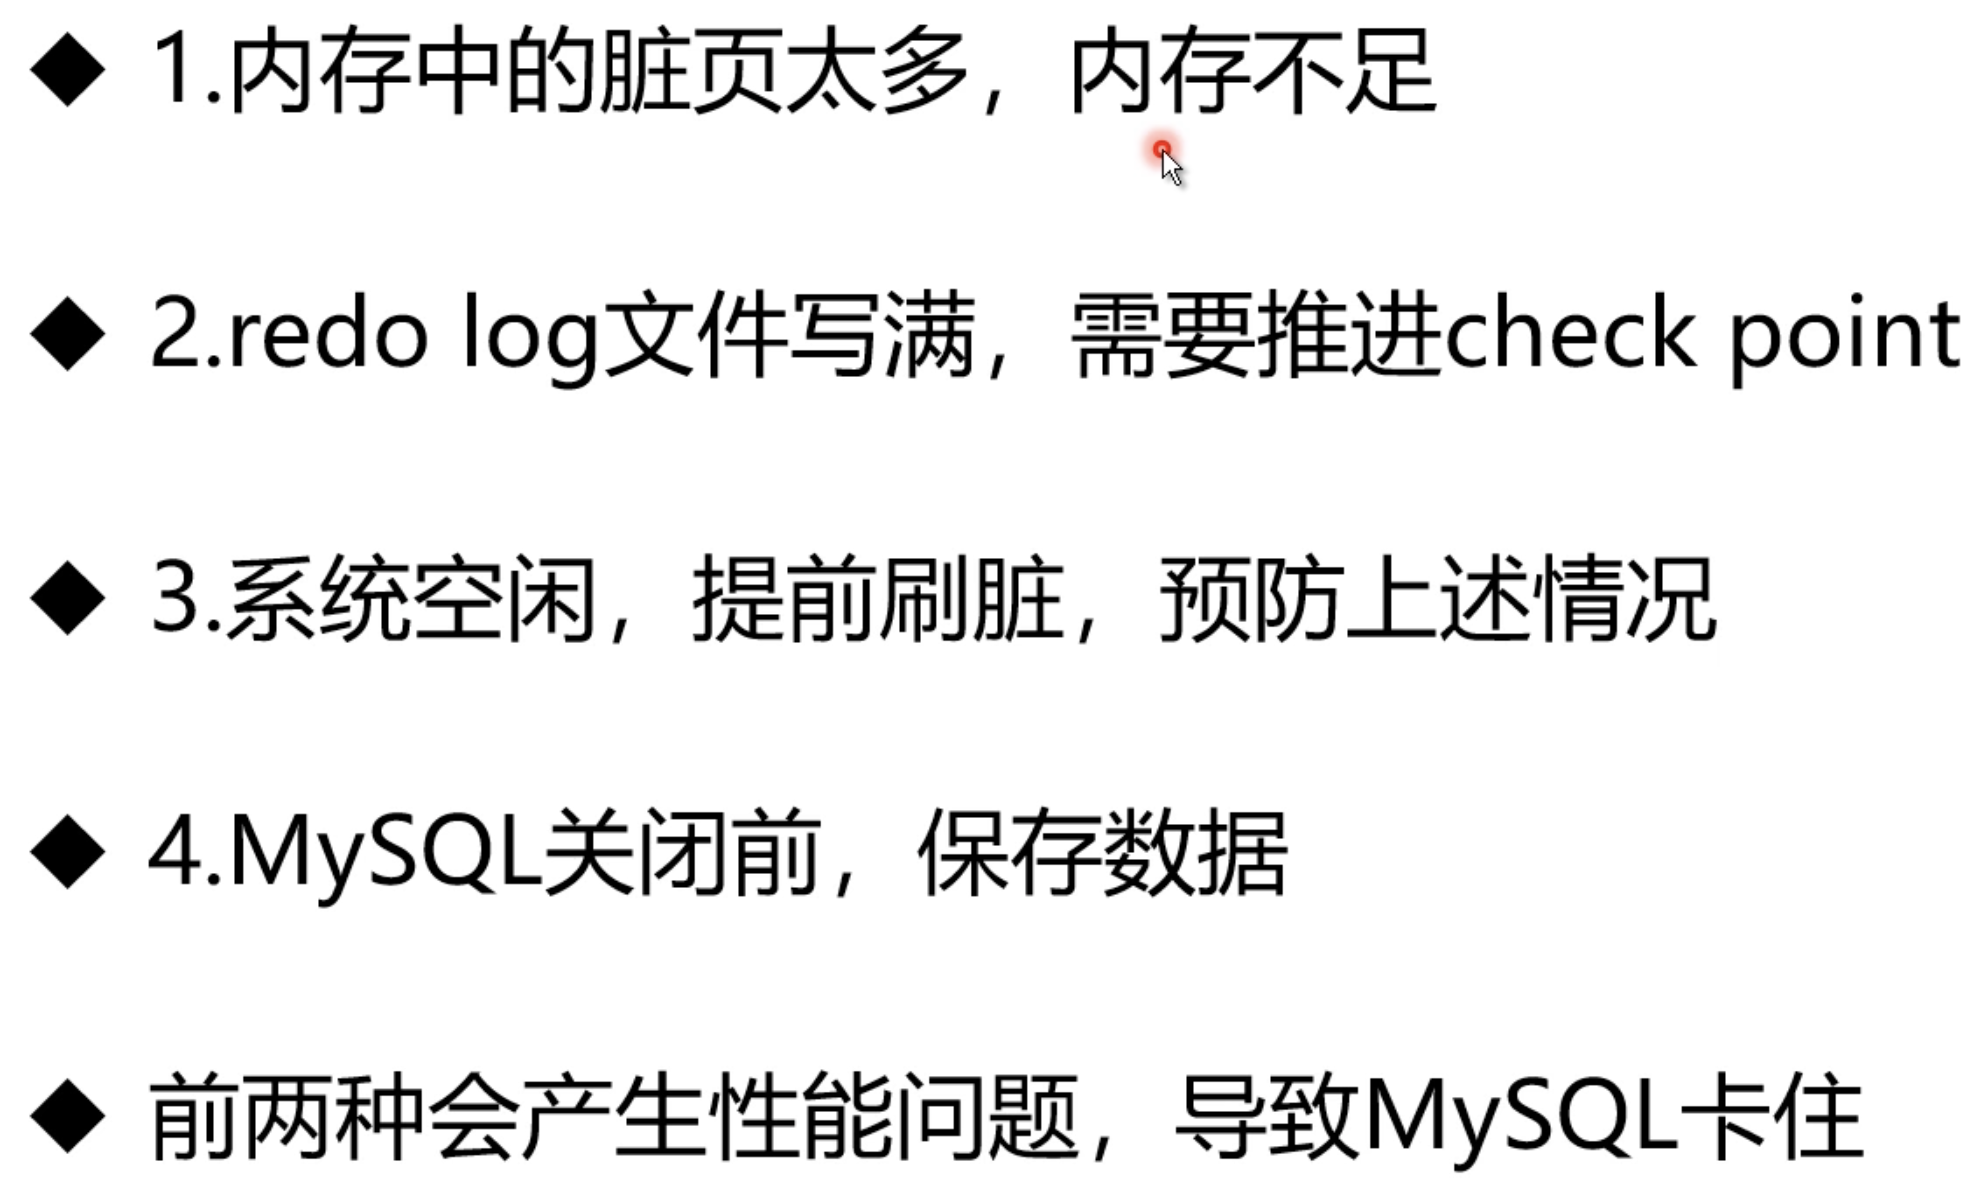 ◆ 1.内存中的脏页太多，内存不足
◆ 2.redo log文件写满，需要推进check point
◆ 3.系统空闲，提前刷脏，预防上述情况
◆ 4.MySQL关闭前，保存数据
◆ 前两种会产生性能问题，导致MySQL卡住